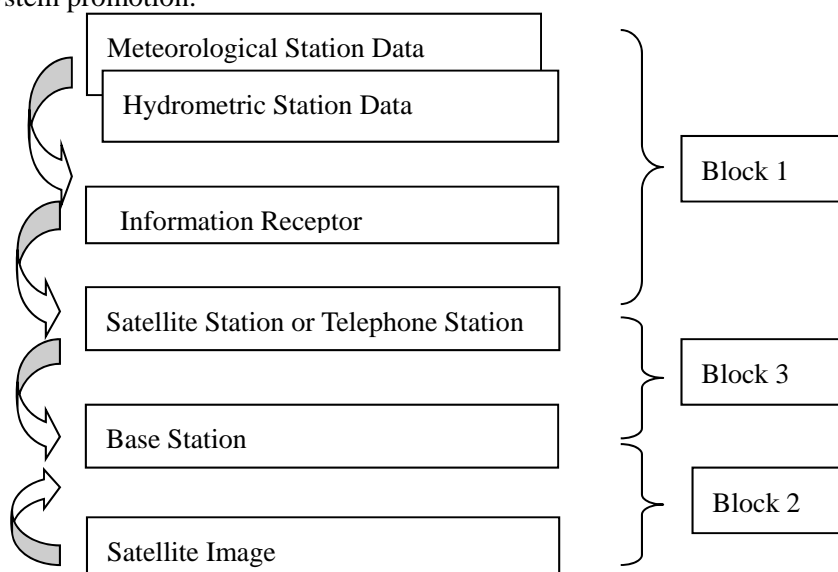 stem promotion.
Meteorological Station Data
Hydrometric Station Data
Block 1
Information Receptor
Satellite Station or Telephone Station
Block 3
Base Station
Block 2
Satellite Image